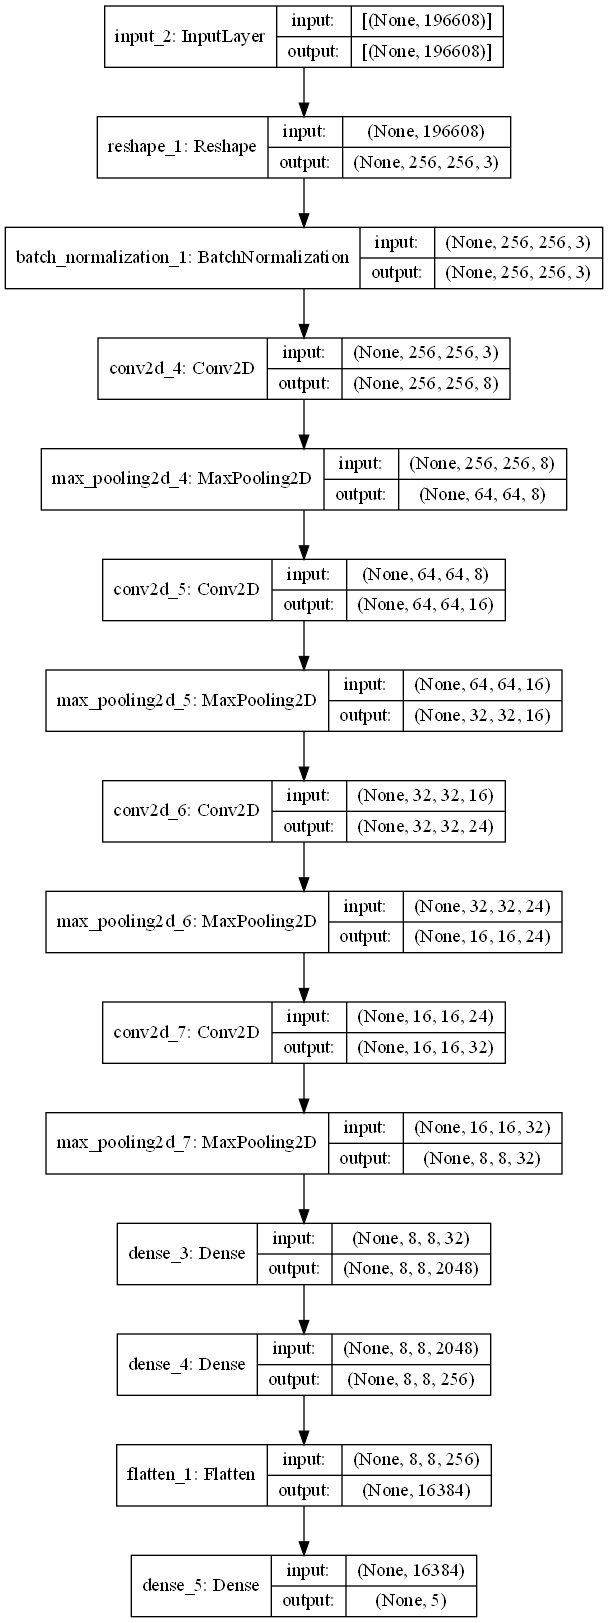 input_2: InputLayer
input: [(None, 196608)]
output: [(None, 196608)]
reshape_1: Reshape
input: (None, 196608)
output: (None, 256, 256, 3)
batch_normalization_1: BatchNormalization
input: (None, 256, 256, 3)
output: (None, 256, 256, 3)
conv2d_4: Conv2D
input: (None, 256, 256, 3)
output: (None, 256, 256, 8)
max_pooling2d_4: MaxPooling2D
input: (None, 256, 256, 8)
output: (None, 64, 64, 8)
conv2d_5: Conv2D
input: (None, 64, 64, 8)
output: (None, 64, 64, 16)
max_pooling2d_5: MaxPooling2D
input: (None, 64, 64, 16)
output: (None, 32, 32, 16)
conv2d_6: Conv2D
input: (None, 32, 32, 16)
output: (None, 32, 32, 24)
max_pooling2d_6: MaxPooling2D
input: (None, 32, 32, 24)
output: (None, 16, 16, 24)
conv2d_7: Conv2D
input: (None, 16, 16, 24)
output: (None, 16, 16, 32)
max_pooling2d_7: MaxPooling2D
input: (None, 16, 16, 32)
output: (None, 8, 8, 32)
dense_3: Dense
input: (None, 8, 8, 32)
output: (None, 8, 8, 2048)
dense_4: Dense
input: (None, 8, 8, 2048)
output: (None, 8, 8, 256)
flatten_1: Flatten
input: (None, 8, 8, 256)
output: (None, 16384)
dense_5: Dense
input: (None, 16384)
output: (None, 5)